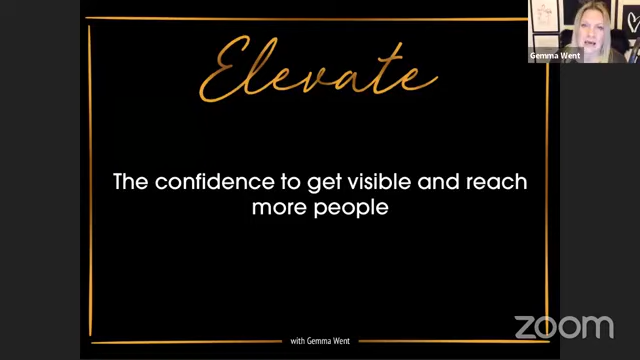 Elevate
Gemma Went
The confidence to get visible and reach
more people
with Gemma Went
zoom